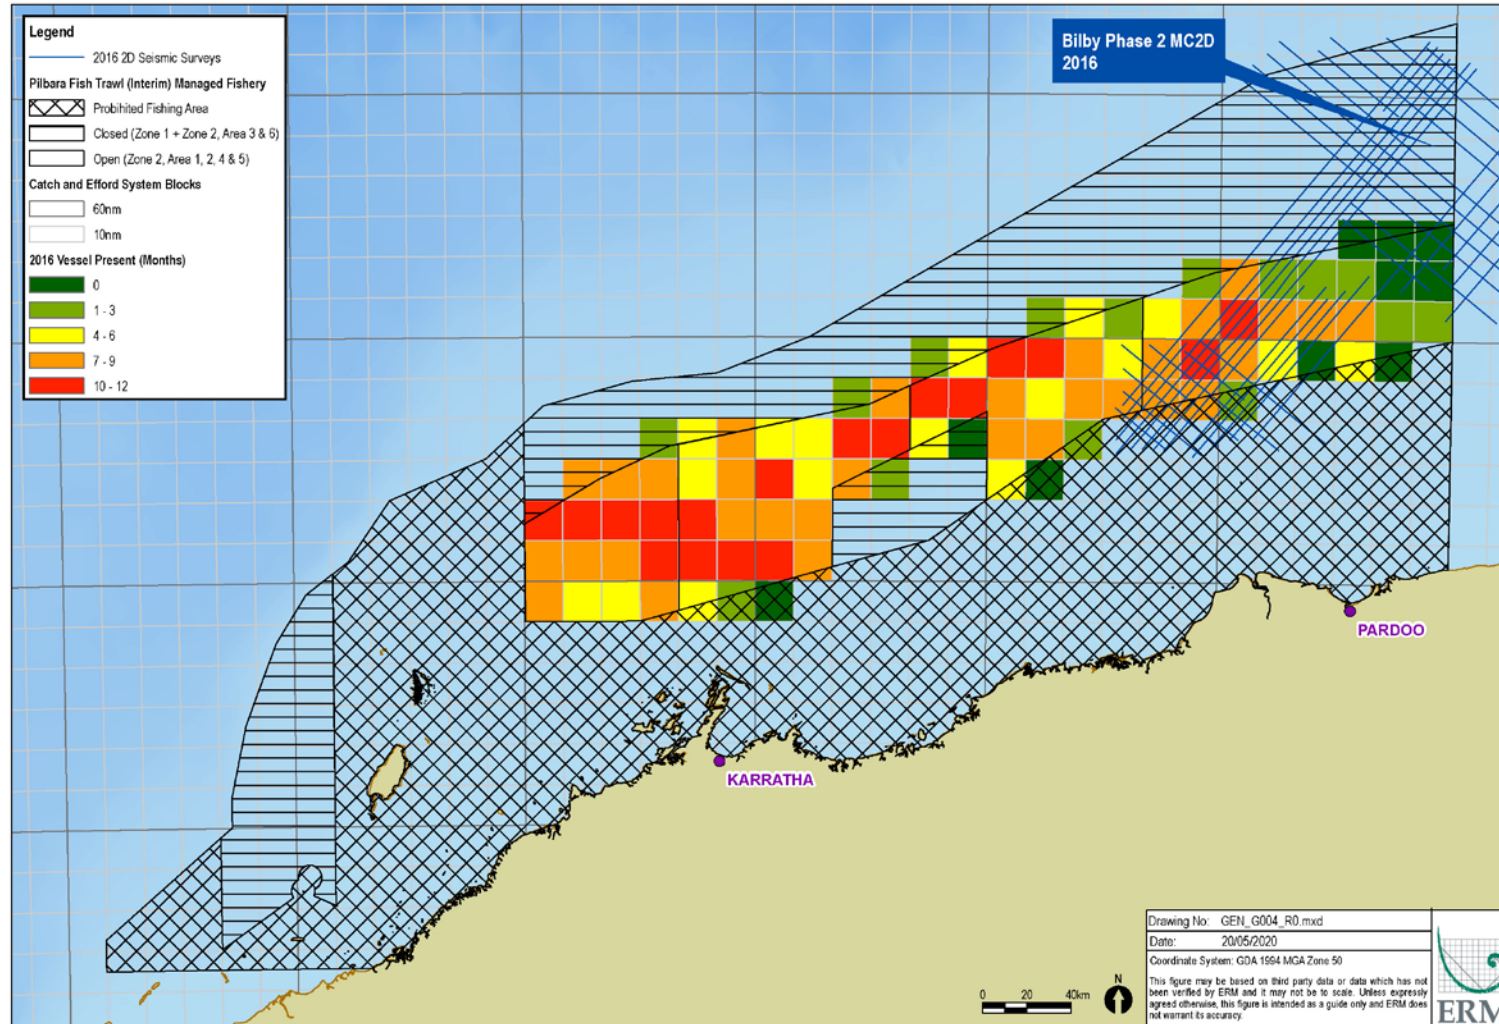 Legend
2016 2D Seismic Surveys
Pilbara Fish Trawl (Interim) Managed Fishery
Probihited Fishing Area
Closed (Zone 1 + Zone 2, Area 3 & 6)
Open (Zone 2, Area 1, 2, 4 & 5)
Catch and Efford System Blocks
60nm
10nm
2016 Vessel Present (Months)
0
1 - 3
4 - 6
7 - 9
10 - 12
Bilby Phase 2 MC2D
2016
PARDOO
KARRATHA
0 20 40km
N
Drawing No: GEN_G004_R0.mxd
Date: 20/05/2020
Coordinate System: GDA 1994 MGA Zone 50
This figure may be based on third party data or data which has not
been verified by ERM and it may not be to scale. Unless expressly
agreed otherwise, this figure is intended as a guide only and ERM does
not warrant its accuracy.
ERM